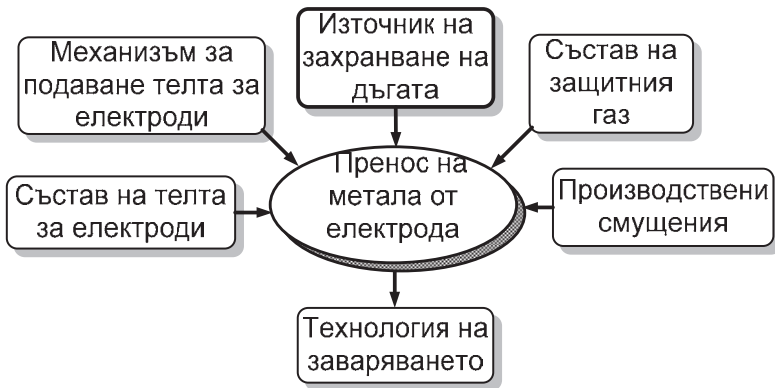 Механизъм за
подаване телта за
електроди
Източник на
захранване на
дъгата
Състав на
защитния
газ
Състав на телта
за електроди
Пренос на
метала от
електрода
Производствени
смущения
Технология на
заваряването